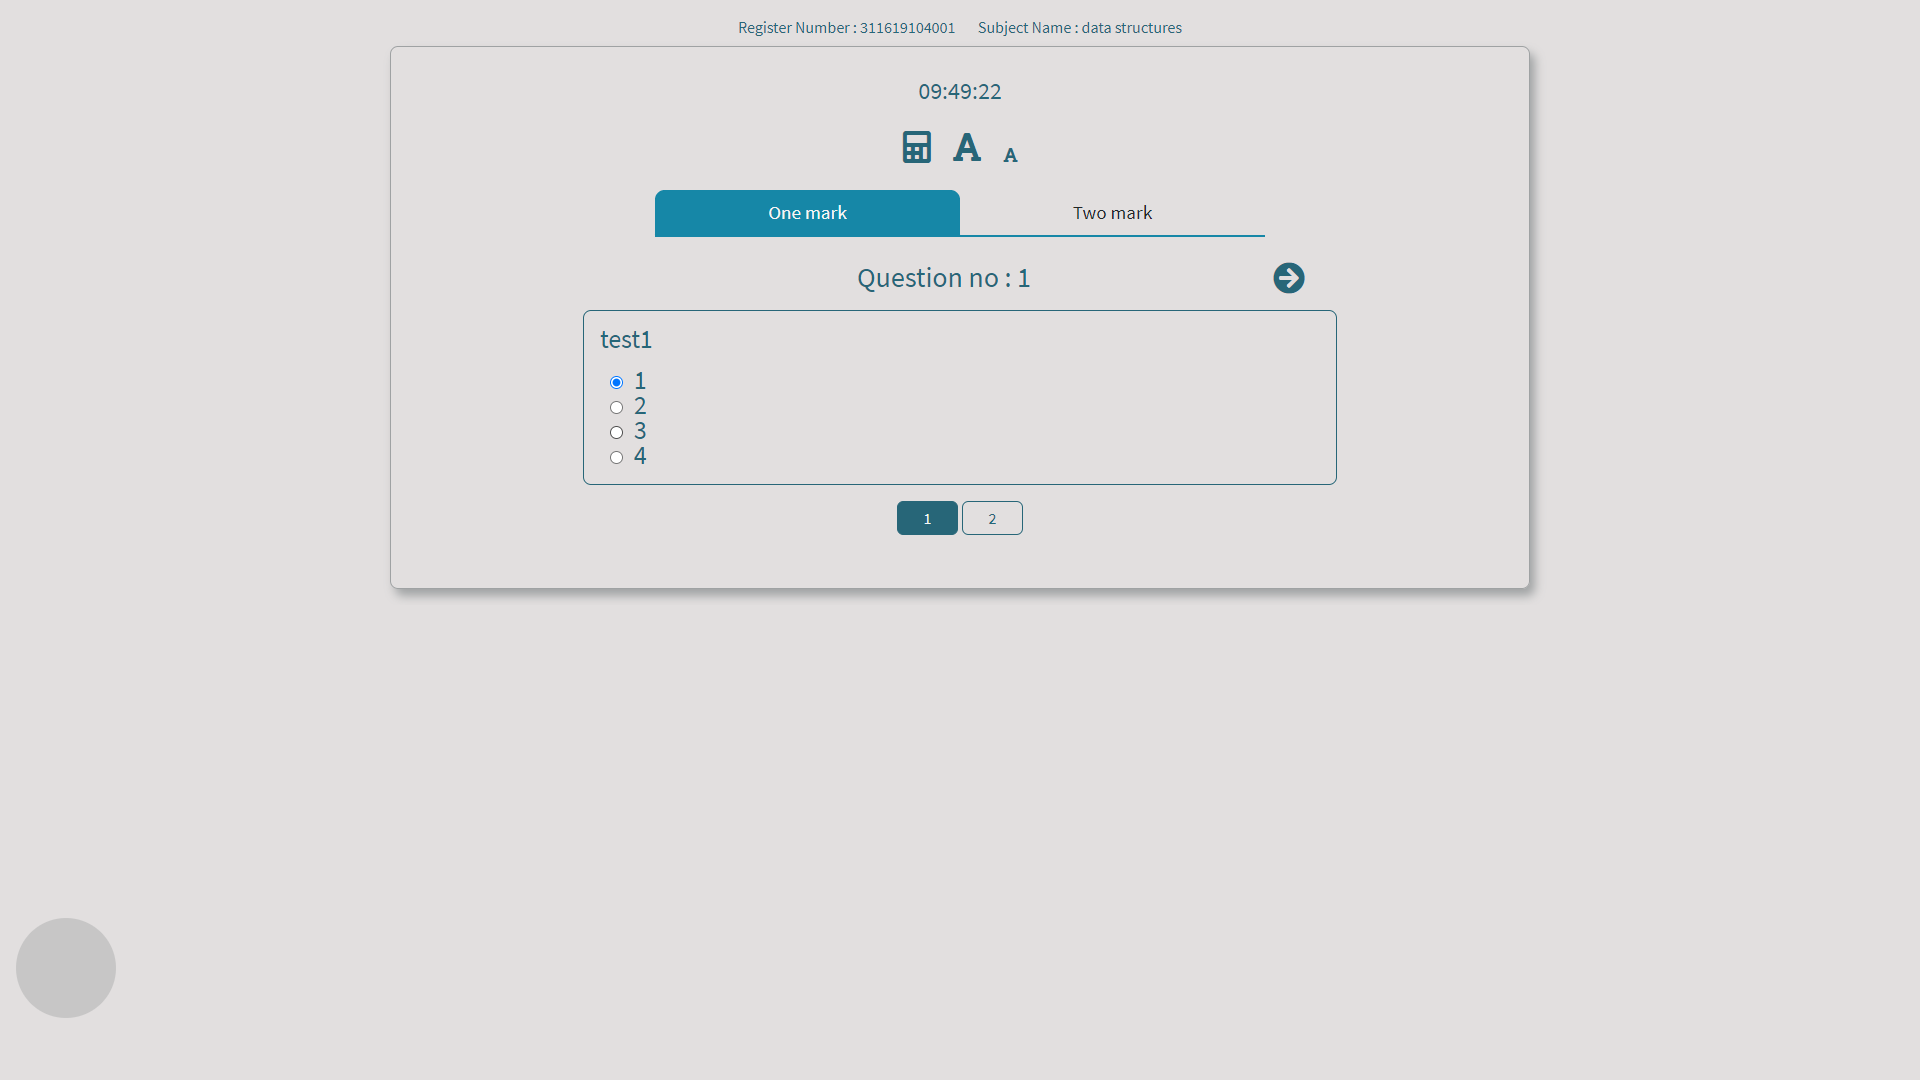 Register Number : 311619104001 Subject Name : data structures
09:49:22
A A
One mark Two mark
Question no : 1
test1
1
2
3
4
1 2